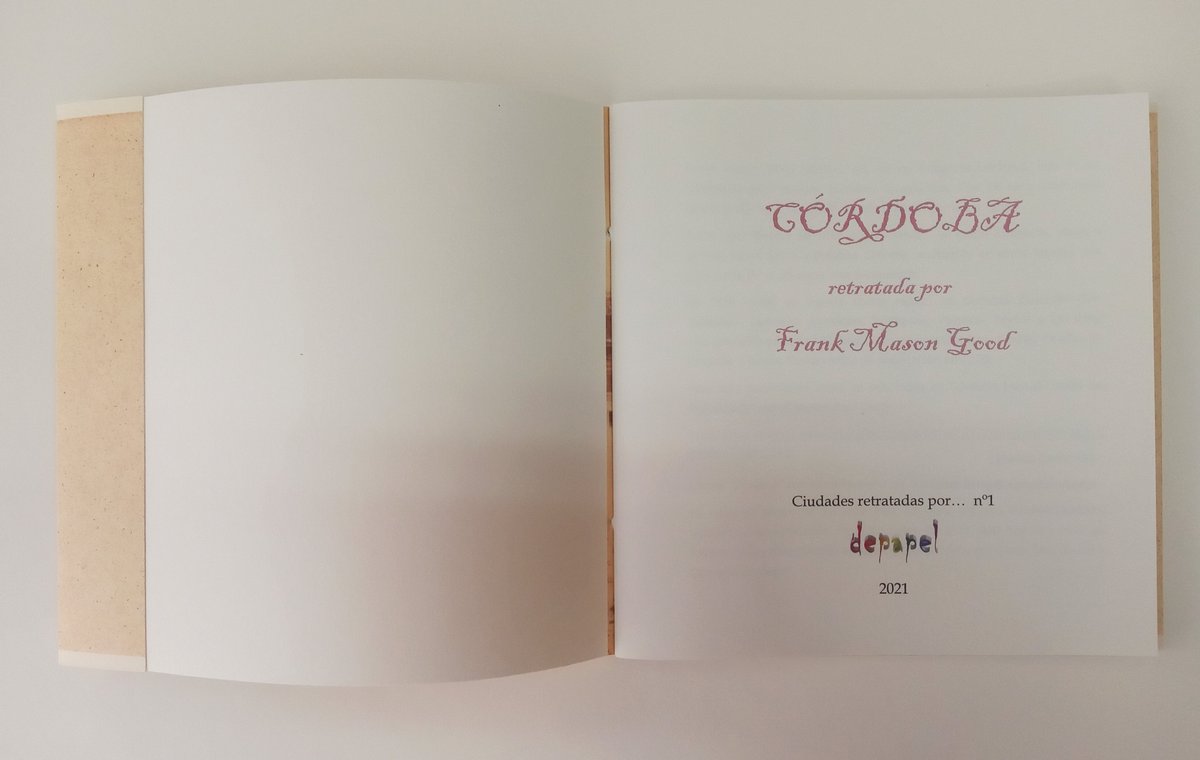 CÓRDOBA
retratada por
Frank Mason Good
Ciudades retratadas por… nº1
depapel
2021